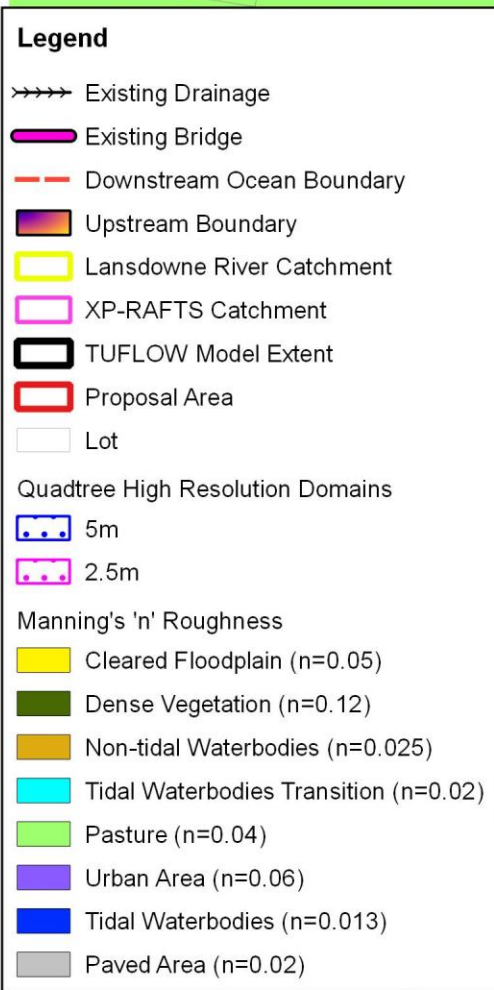 Legend
Existing Drainage
Existing Bridge
Downstream Ocean Boundary
Upstream Boundary
Lansdowne River Catchment
XP-RAFTS Catchment
TUFLOW Model Extent
Proposal Area
Lot
Quadtree High Resolution Domains
5m
2.5m
Manning's 'n' Roughness
Cleared Floodplain (n=0.05)
Dense Vegetation (n=0.12)
Non-tidal Waterbodies (n=0.025)
Tidal Waterbodies Transition (n=0.02)
Pasture (n=0.04)
Urban Area (n=0.06)
Tidal Waterbodies (n=0.013)
Paved Area (n=0.02)